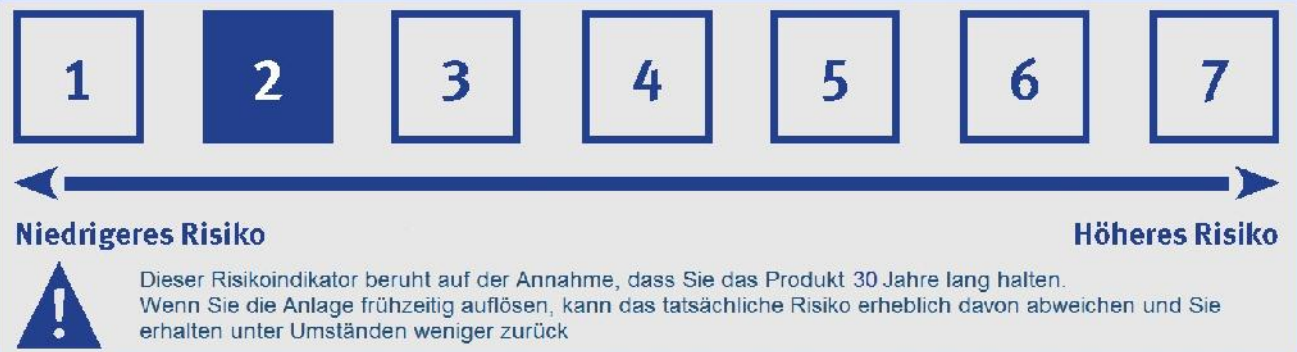 1 2 3 4 5 6 7
Niedrigeres Risiko Höheres Risiko
Dieser Risikoindikator beruht auf der Annahme, dass Sie das Produkt 30 Jahre lang halten.
Wenn Sie die Anlage frühzeitig auflösen, kann das tatsächliche Risiko erheblich davon abweichen und Sie
erhalten unter Umständen weniger zurück